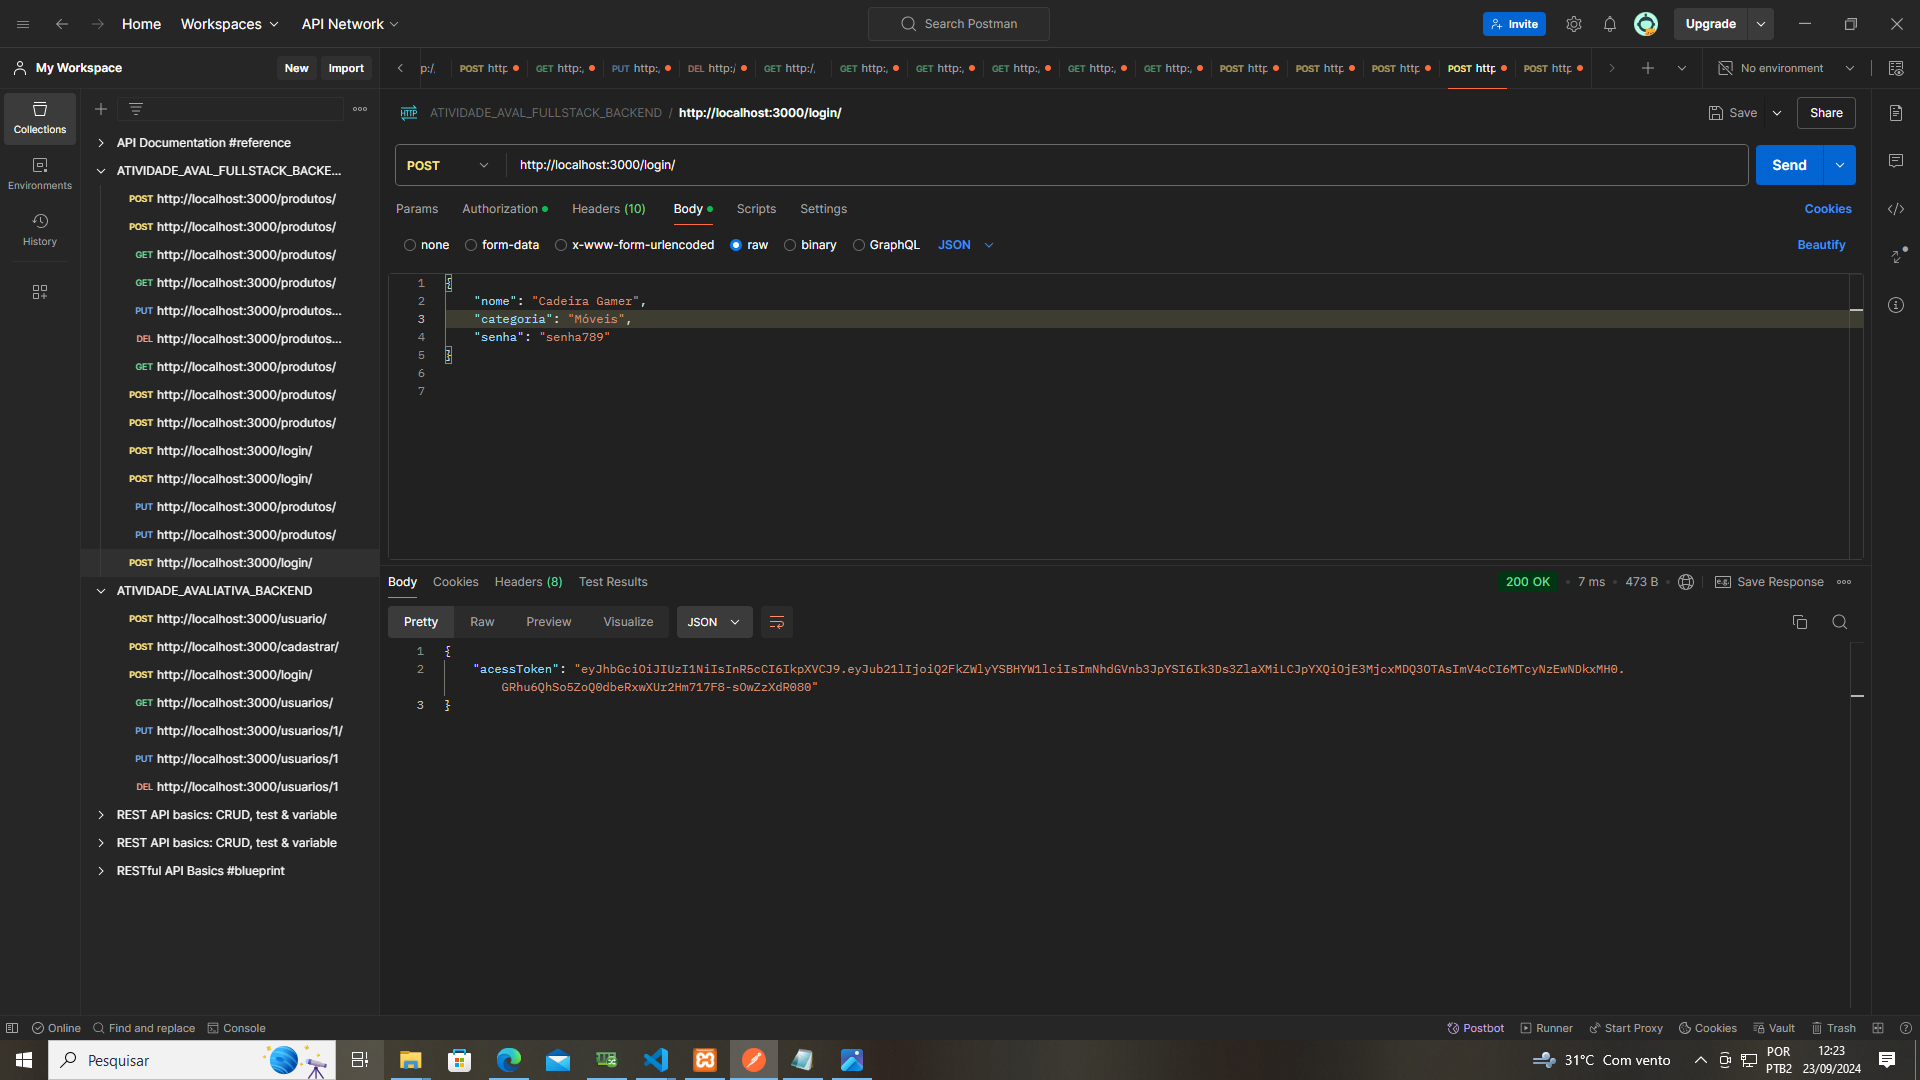 Home
Workspaces
API Network
Search Postman
Invite
Upgrade
My Workspace
New
Import
p:/,
POST http
GET http:,
PUT http:,
DEL http:/
GET http:/,
GET http:,
GET http:,
GET http:,
GET http:,
GET http:,
POST http
POST http
POST http
POST http
POST http
No environment
Collections
Environments
History
API Documentation #reference
ATIVIDADE_AVAL_FULLSTACK_BACKE...
POST http://localhost:3000/produtos/
POST http://localhost:3000/produtos/
GET http://localhost:3000/produtos/
GET http://localhost:3000/produtos/
PUT http://localhost:3000/produtos...
DEL http://localhost:3000/produtos...
GET http://localhost:3000/produtos/
POST http://localhost:3000/produtos/
POST http://localhost:3000/produtos/
POST http://localhost:3000/login/
POST http://localhost:3000/login/
PUT http://localhost:3000/produtos/
PUT http://localhost:3000/produtos/
POST http://localhost:3000/login/
ATIVIDADE_AVALIATIVA_BACKEND
POST http://localhost:3000/usuario/
POST http://localhost:3000/cadastrar/
POST http://localhost:3000/login/
GET http://localhost:3000/usuarios/
PUT http://localhost:3000/usuarios/1/
PUT http://localhost:3000/usuarios/1
DEL http://localhost:3000/usuarios/1
REST API basics: CRUD, test & variable
REST API basics: CRUD, test & variable
RESTful API Basics #blueprint
HTTP ATIVIDADE_AVAL_FULLSTACK_BACKEND / http://localhost:3000/login/
Save
Share
POST http://localhost:3000/login/
Send
Params Authorization Headers (10) Body Scripts Settings
Cookies
none form-data x-www-form-urlencoded raw binary GraphQL JSON
Beautify
1 {
2 "nome": "Cadeira Gamer",
3 "categoria": "Móveis",
4 "senha": "senha789"
5 }
6
7
Body Cookies Headers (8) Test Results
200 OK • 7 ms • 473 B
e.g. Save Response
Pretty Raw Preview Visualize JSON
1 {
2 "acessToken": "eyJhbGciOiJIUzI1NiIsInR5cCI6IkpXVCJ9.eyJub21lIjoiQ2FkZWlyYSBHYW1lciIsImNhdGVnb3JpYSI6Ik3Ds3ZlaXMiLCJpYXQiOjE3MjcxMDQ3OTAsImV4cCI6MTcyNzEwNDkxMH0.
GRhu6QhSo5ZoQ0dbeRxwXUr2Hm717F8-sOwZzXdR080"
3 }
Online
Find and replace
Console
Postbot
Runner
Start Proxy
Cookies
Vault
Trash
Pesquisar
31°C Com vento
POR
PTB2
12:23
23/09/2024